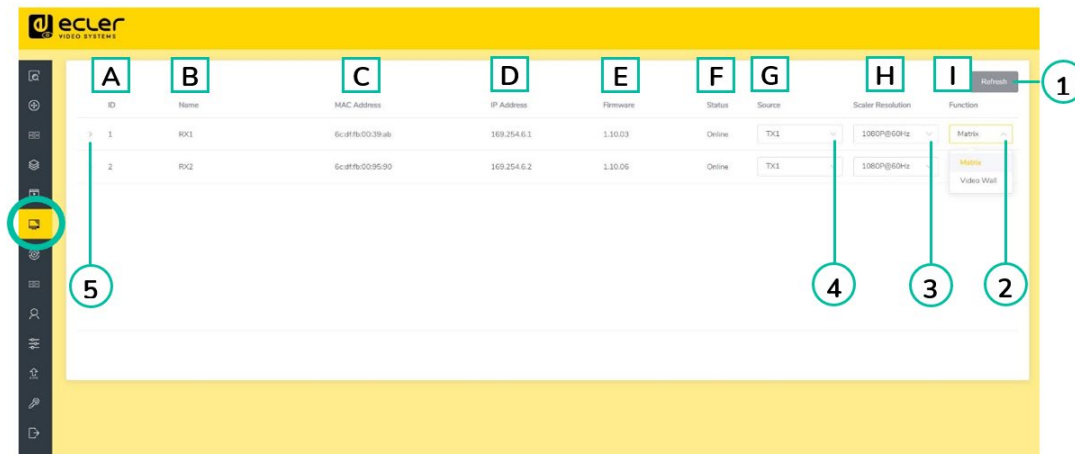 ecler
VIDEO SYSTEMS
A B C D E F G H I
Refresh
1
ID Name MAC Address IP Address Firmware Status Source Scaler Resolution Function
1 RX1 6c:df:fb:00:39:ab 169.254.6.1 1.10.03 Online TX1 1080P@60Hz Matrix
2 RX2 6c:df:fb:00:95:90 169.254.6.2 1.10.06 Online TX1 1080P@60Hz Matrix
Video Wall
5 4 3 2